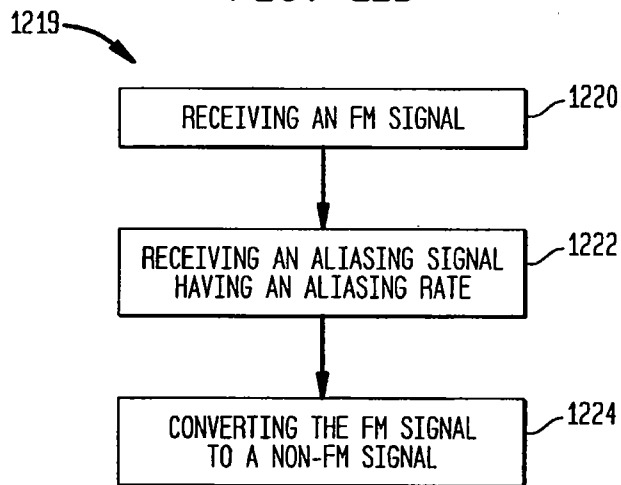 1219
RECEIVING AN FM SIGNAL
1220
RECEIVING AN ALIASING SIGNAL
HAVING AN ALIASING RATE
1222
CONVERTING THE FM SIGNAL
TO A NON-FM SIGNAL
1224